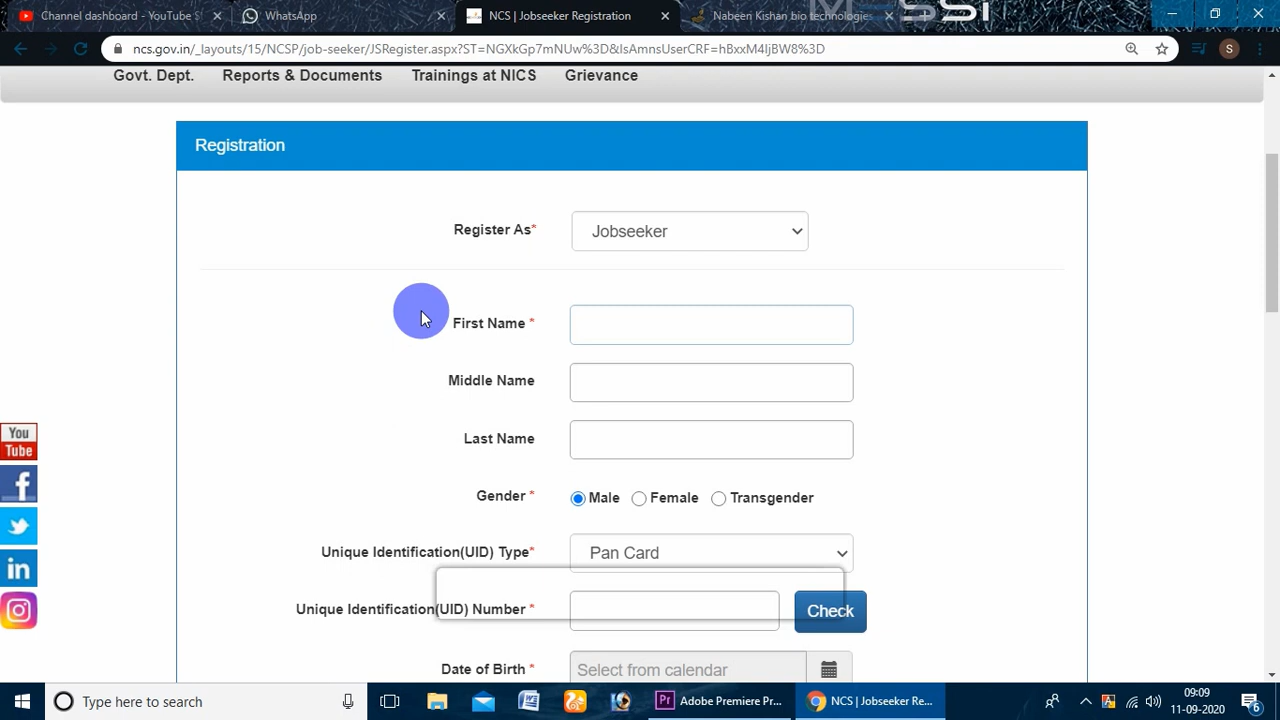 Channel dashboard - YouTube
WhatsApp
NCS | Jobseeker Registration
Nabeen Kishan bio technologies
ncs.gov.in/_layouts/15/NCSP/job-seeker/JSRegister.aspx?ST=NGXkGp7mNUw%3D&IsAmnsUserCRF=hBxxM4IjBW8%3D
S
Govt. Dept.
Reports & Documents
Trainings at NICS
Grievance
Registration
Register As*
Jobseeker
First Name *
Middle Name
Last Name
Gender *
Male
Female
Transgender
Unique Identification(UID) Type*
Pan Card
Unique Identification(UID) Number *
Check
Date of Birth *
Select from calendar
You
Tube
f
in
Type here to search
W
Pr
Adobe Premiere Pr...
NCS | Jobseeker Re...
09:09
11-09-2020
6